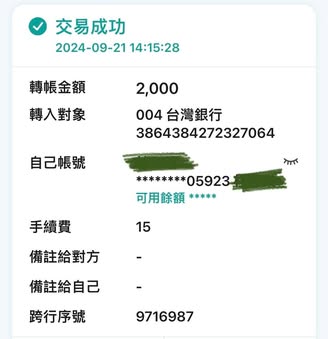 交易成功
2024-09-21 14:15:28
轉帳金額 2,000
轉入對象 004 台灣銀行
3864384272327064
自己帳號
********05923
可用餘額 *****
手續費 15
備註給對方 -
備註給自己 -
跨行序號 9716987